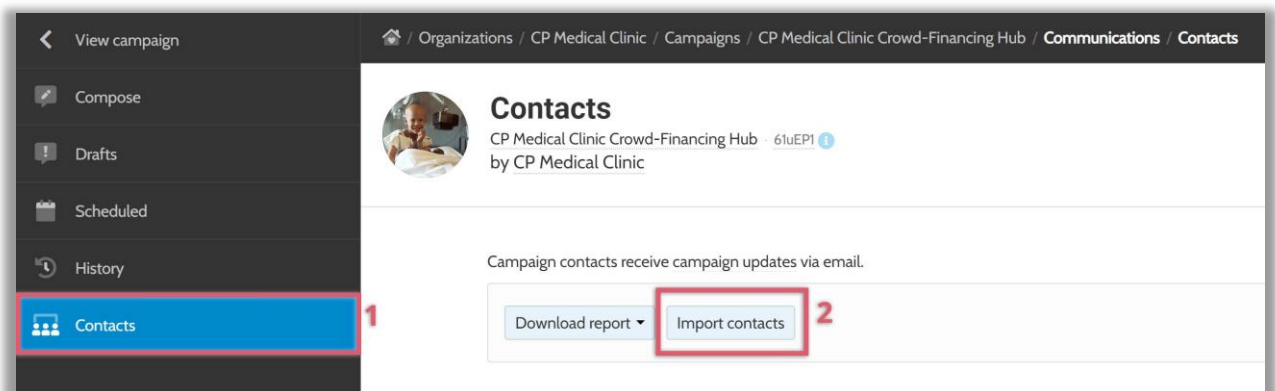 View campaign
/ Organizations / CP Medical Clinic / Campaigns / CP Medical Clinic Crowd-Financing Hub / Communications / Contacts
Compose
Drafts
Scheduled
History
Contacts
1
Contacts
CP Medical Clinic Crowd-Financing Hub · 61uEP1
by CP Medical Clinic
Campaign contacts receive campaign updates via email.
Download report
Import contacts
2